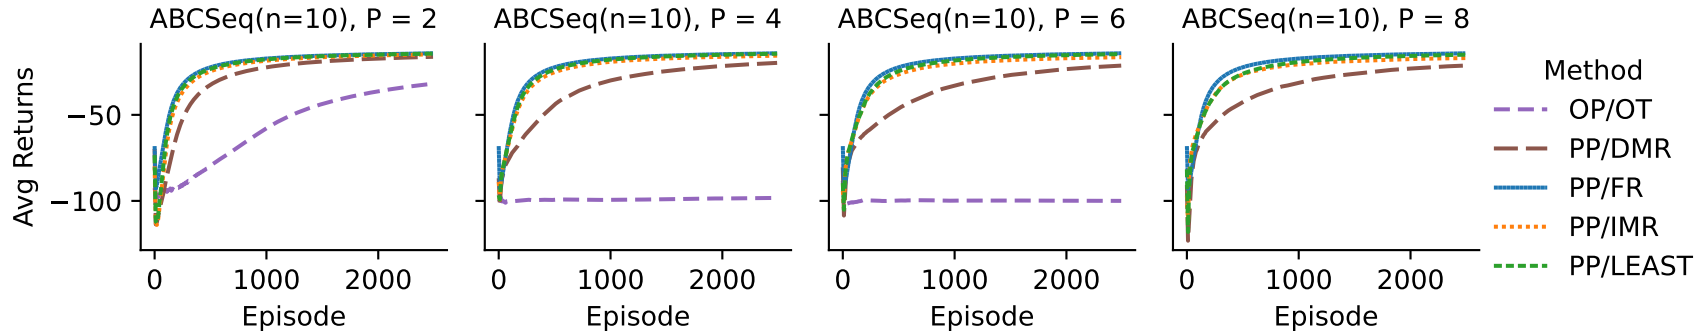 ABCSeq(n=10), P = 2
ABCSeq(n=10), P = 4
ABCSeq(n=10), P = 6
ABCSeq(n=10), P = 8
Avg Returns
−50
−100
0 1000 2000
0 1000 2000
0 1000 2000
0 1000 2000
Episode
Episode
Episode
Episode
Method
OP/OT
PP/DMR
PP/FR
PP/IMR
PP/LEAST